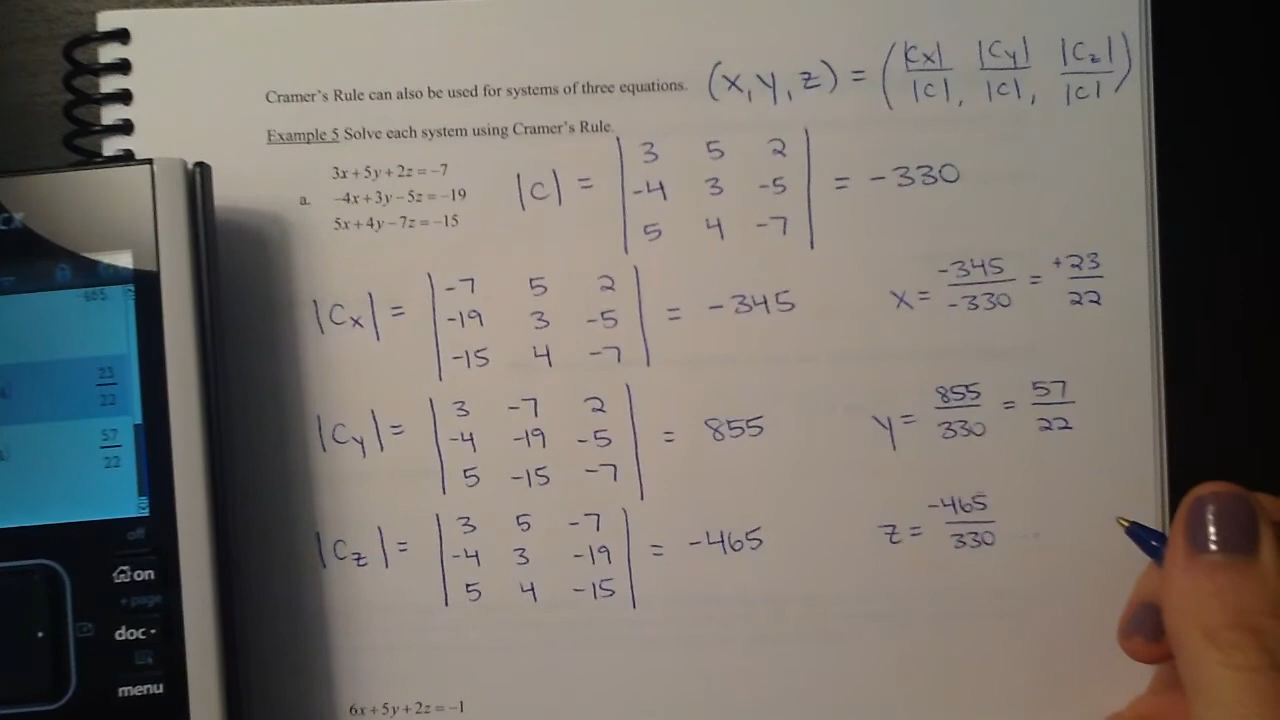 Cramer's Rule can also be used for systems of three equations. (x, y, z) = (|Cx|/|C|, |Cy|/|C|, |Cz|/|C|)
Example 5 Solve each system using Cramer's Rule.
a.
3x + 5y + 2z = -7
-4x + 3y - 5z = -19
5x + 4y - 7z = -15
|C| = | 3 5 2 |
| -4 3 -5 | = -330
| 5 4 -7 |
|Cx| = | -7 5 2 |
| -19 3 -5 | = -345
| -15 4 -7 |
x = -345/-330 = +23/22
|Cy| = | 3 -7 2 |
| -4 -19 -5 | = 855
| 5 -15 -7 |
y = 855/330 = 57/22
|Cz| = | 3 5 -7 |
| -4 3 -19 | = -465
| 5 4 -15 |
z = -465/330
6x + 5y + 2z = -1
CX
-465
23/22
57/22
off
on
+page
doc
menu